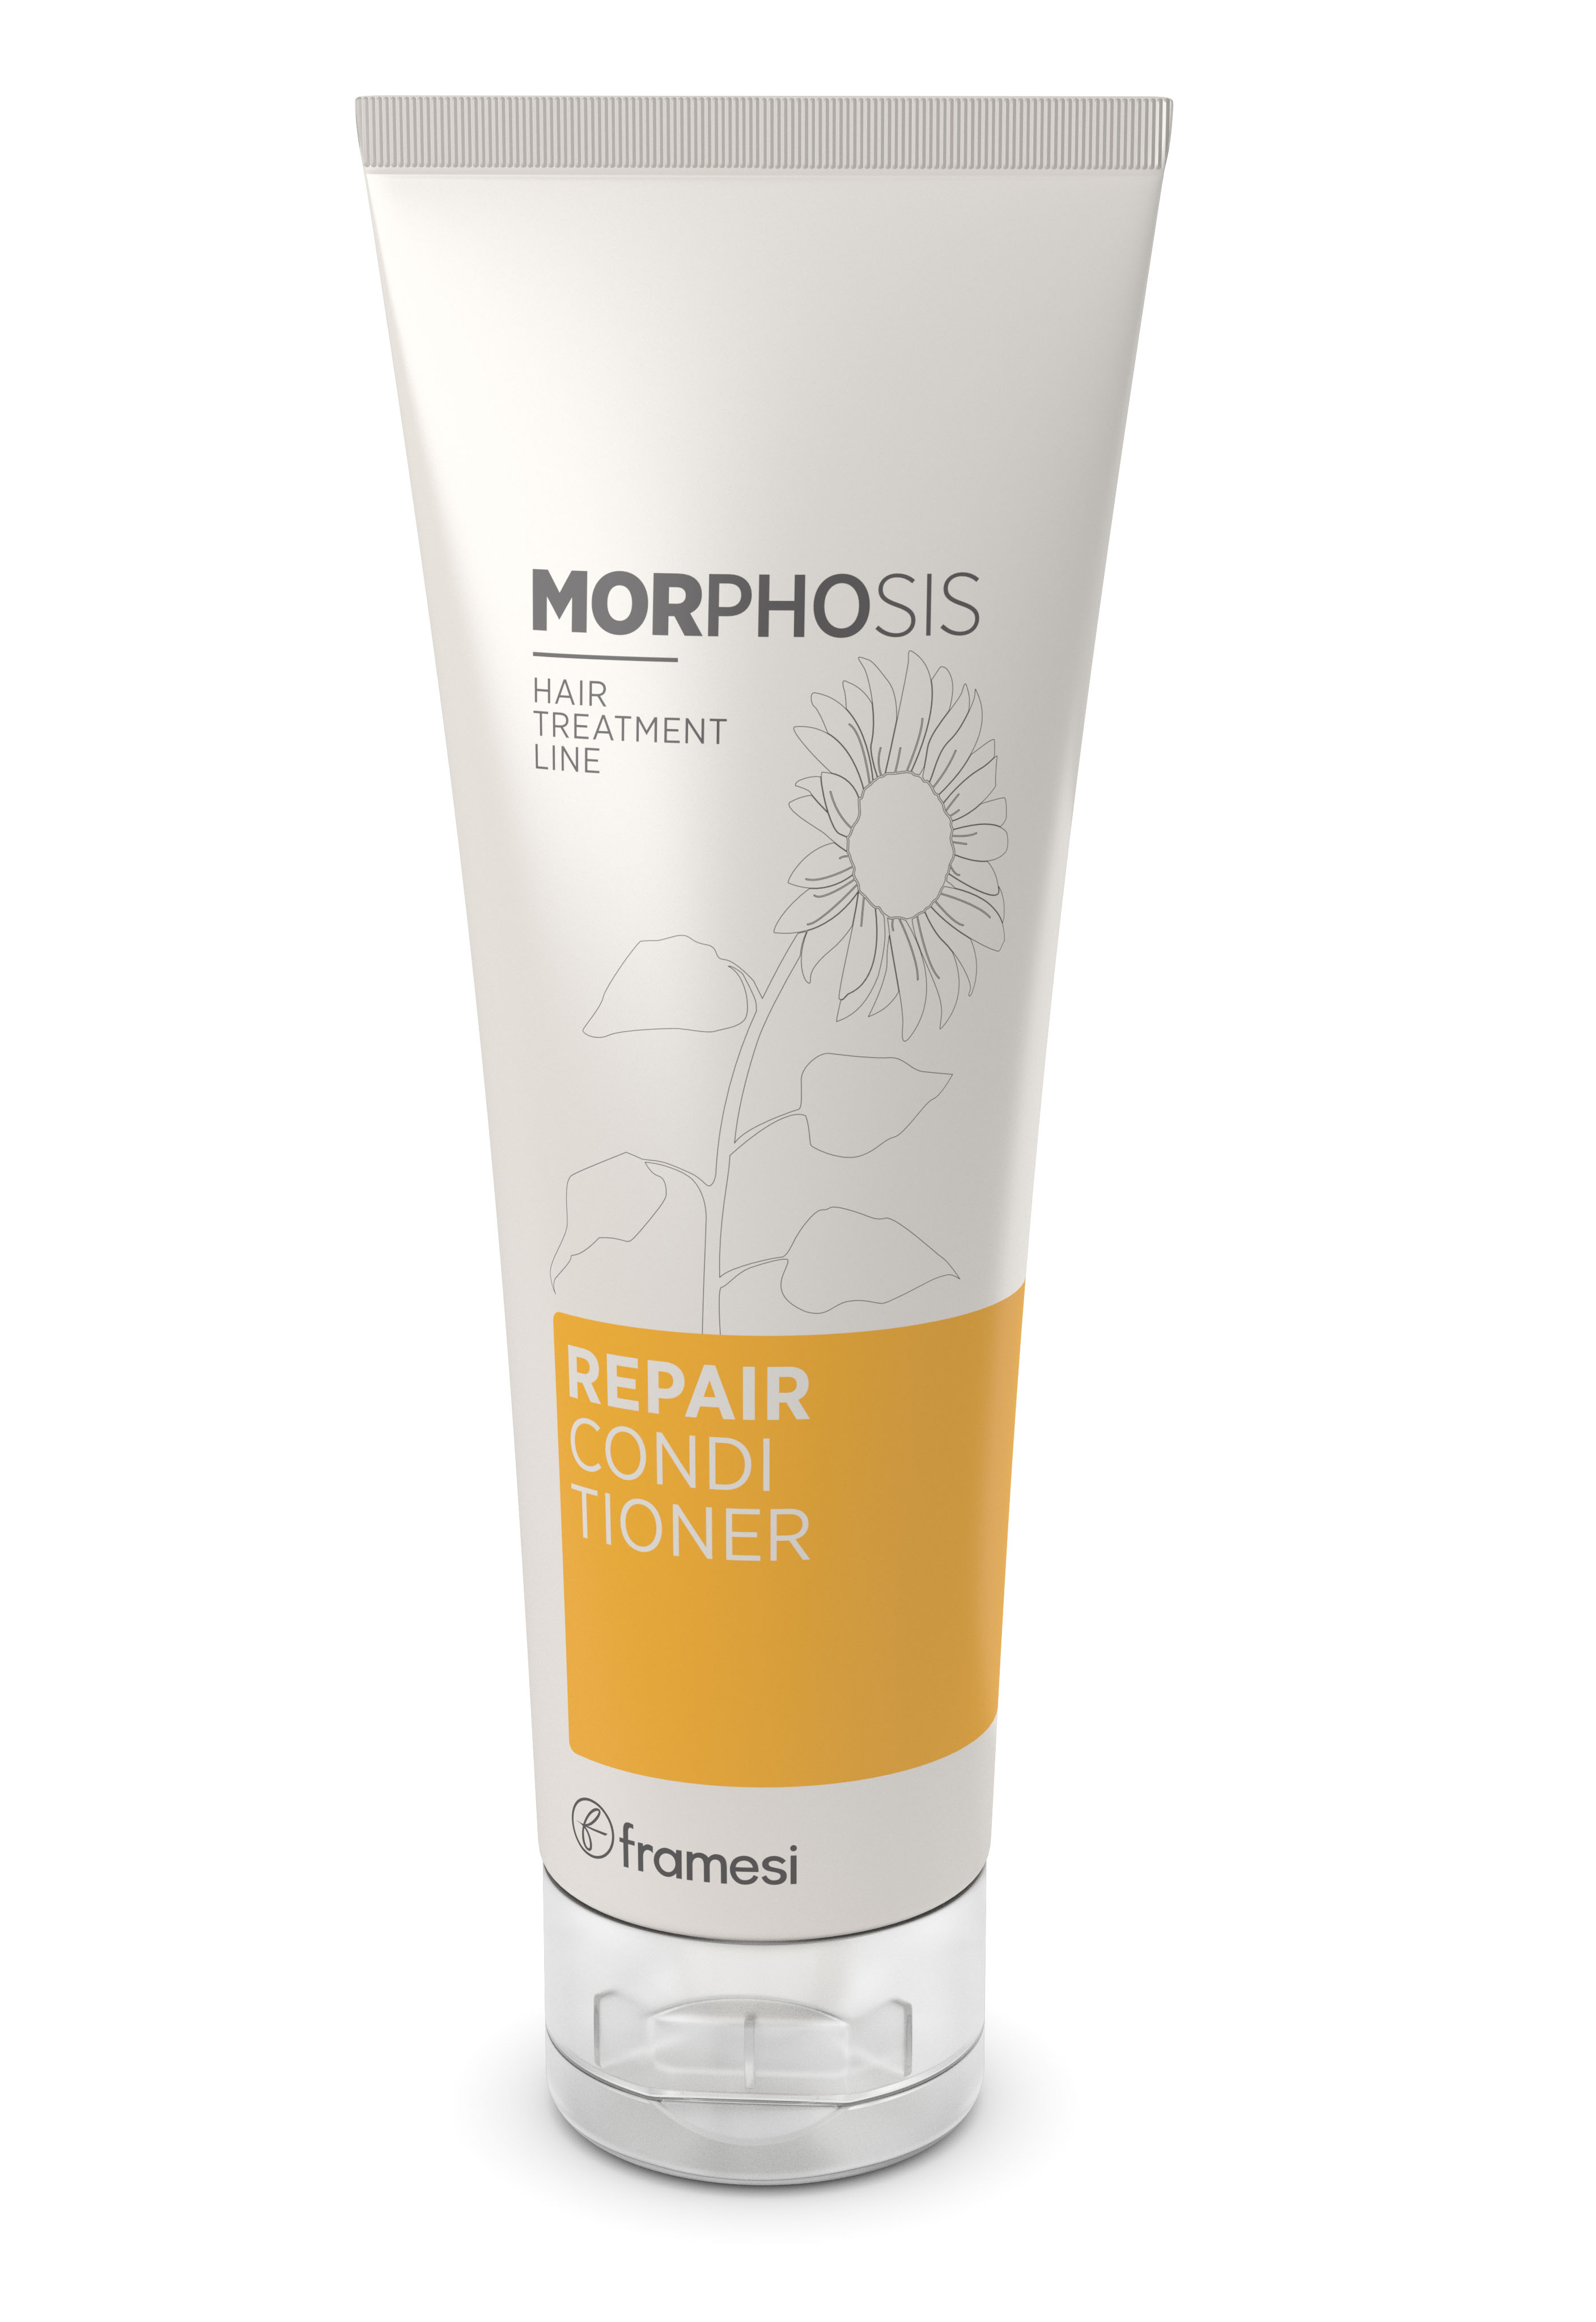 MORPHOSIS
HAIR
TREATMENT
LINE
REPAIR
CONDI
TIONER
framesi